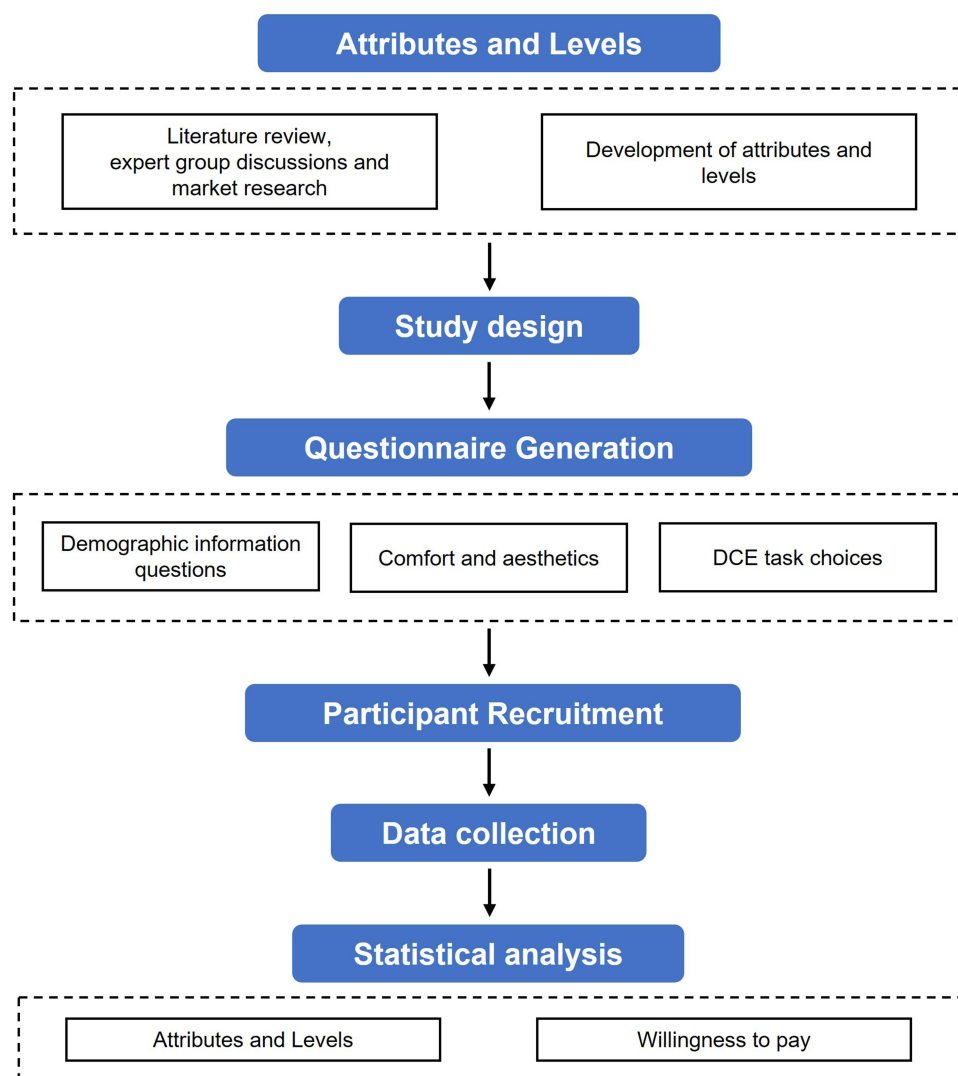 Attributes and Levels
Literature review,
expert group discussions and
market research
Development of attributes and
levels
Study design
Questionnaire Generation
Demographic information
questions
Comfort and aesthetics
DCE task choices
Participant Recruitment
Data collection
Statistical analysis
Attributes and Levels
Willingness to pay